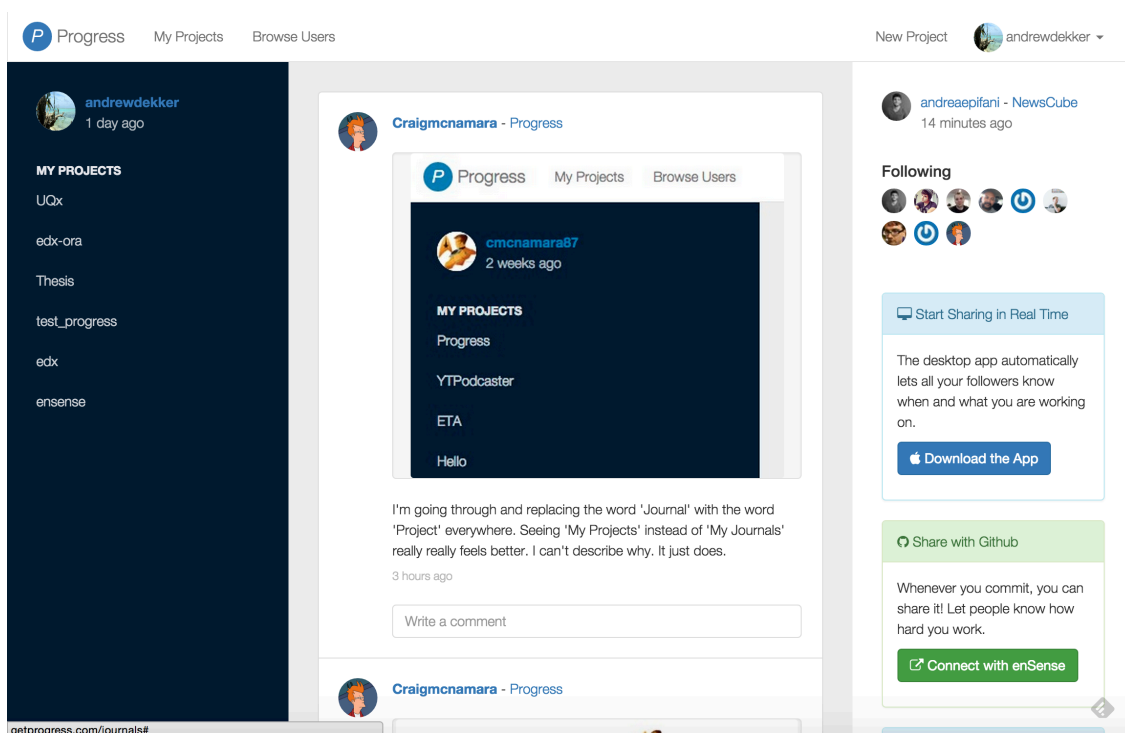 P Progress My Projects Browse Users New Project andrewdekker
andrewdekker
1 day ago
MY PROJECTS
UQx
edx-ora
Thesis
test_progress
edx
ensense
Craigmcnamara - Progress
P Progress My Projects Browse Users
cmcnamara87
2 weeks ago
MY PROJECTS
Progress
YTPodcaster
ETA
Hello
I'm going through and replacing the word 'Journal' with the word
'Project' everywhere. Seeing 'My Projects' instead of 'My Journals'
really really feels better. I can't describe why. It just does.
3 hours ago
Write a comment
Craigmcnamara - Progress
andreaepifani - NewsCube
14 minutes ago
Following
Start Sharing in Real Time
The desktop app automatically
lets all your followers know
when and what you are working
on.
Download the App
Share with Github
Whenever you commit, you can
share it! Let people know how
hard you work.
Connect with enSense
getprogress.com/journals#